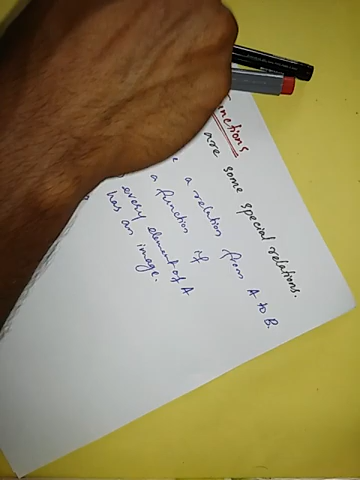 Functions
are some special relations.
a relation from A to B.
a function if
every element of A
has an image.